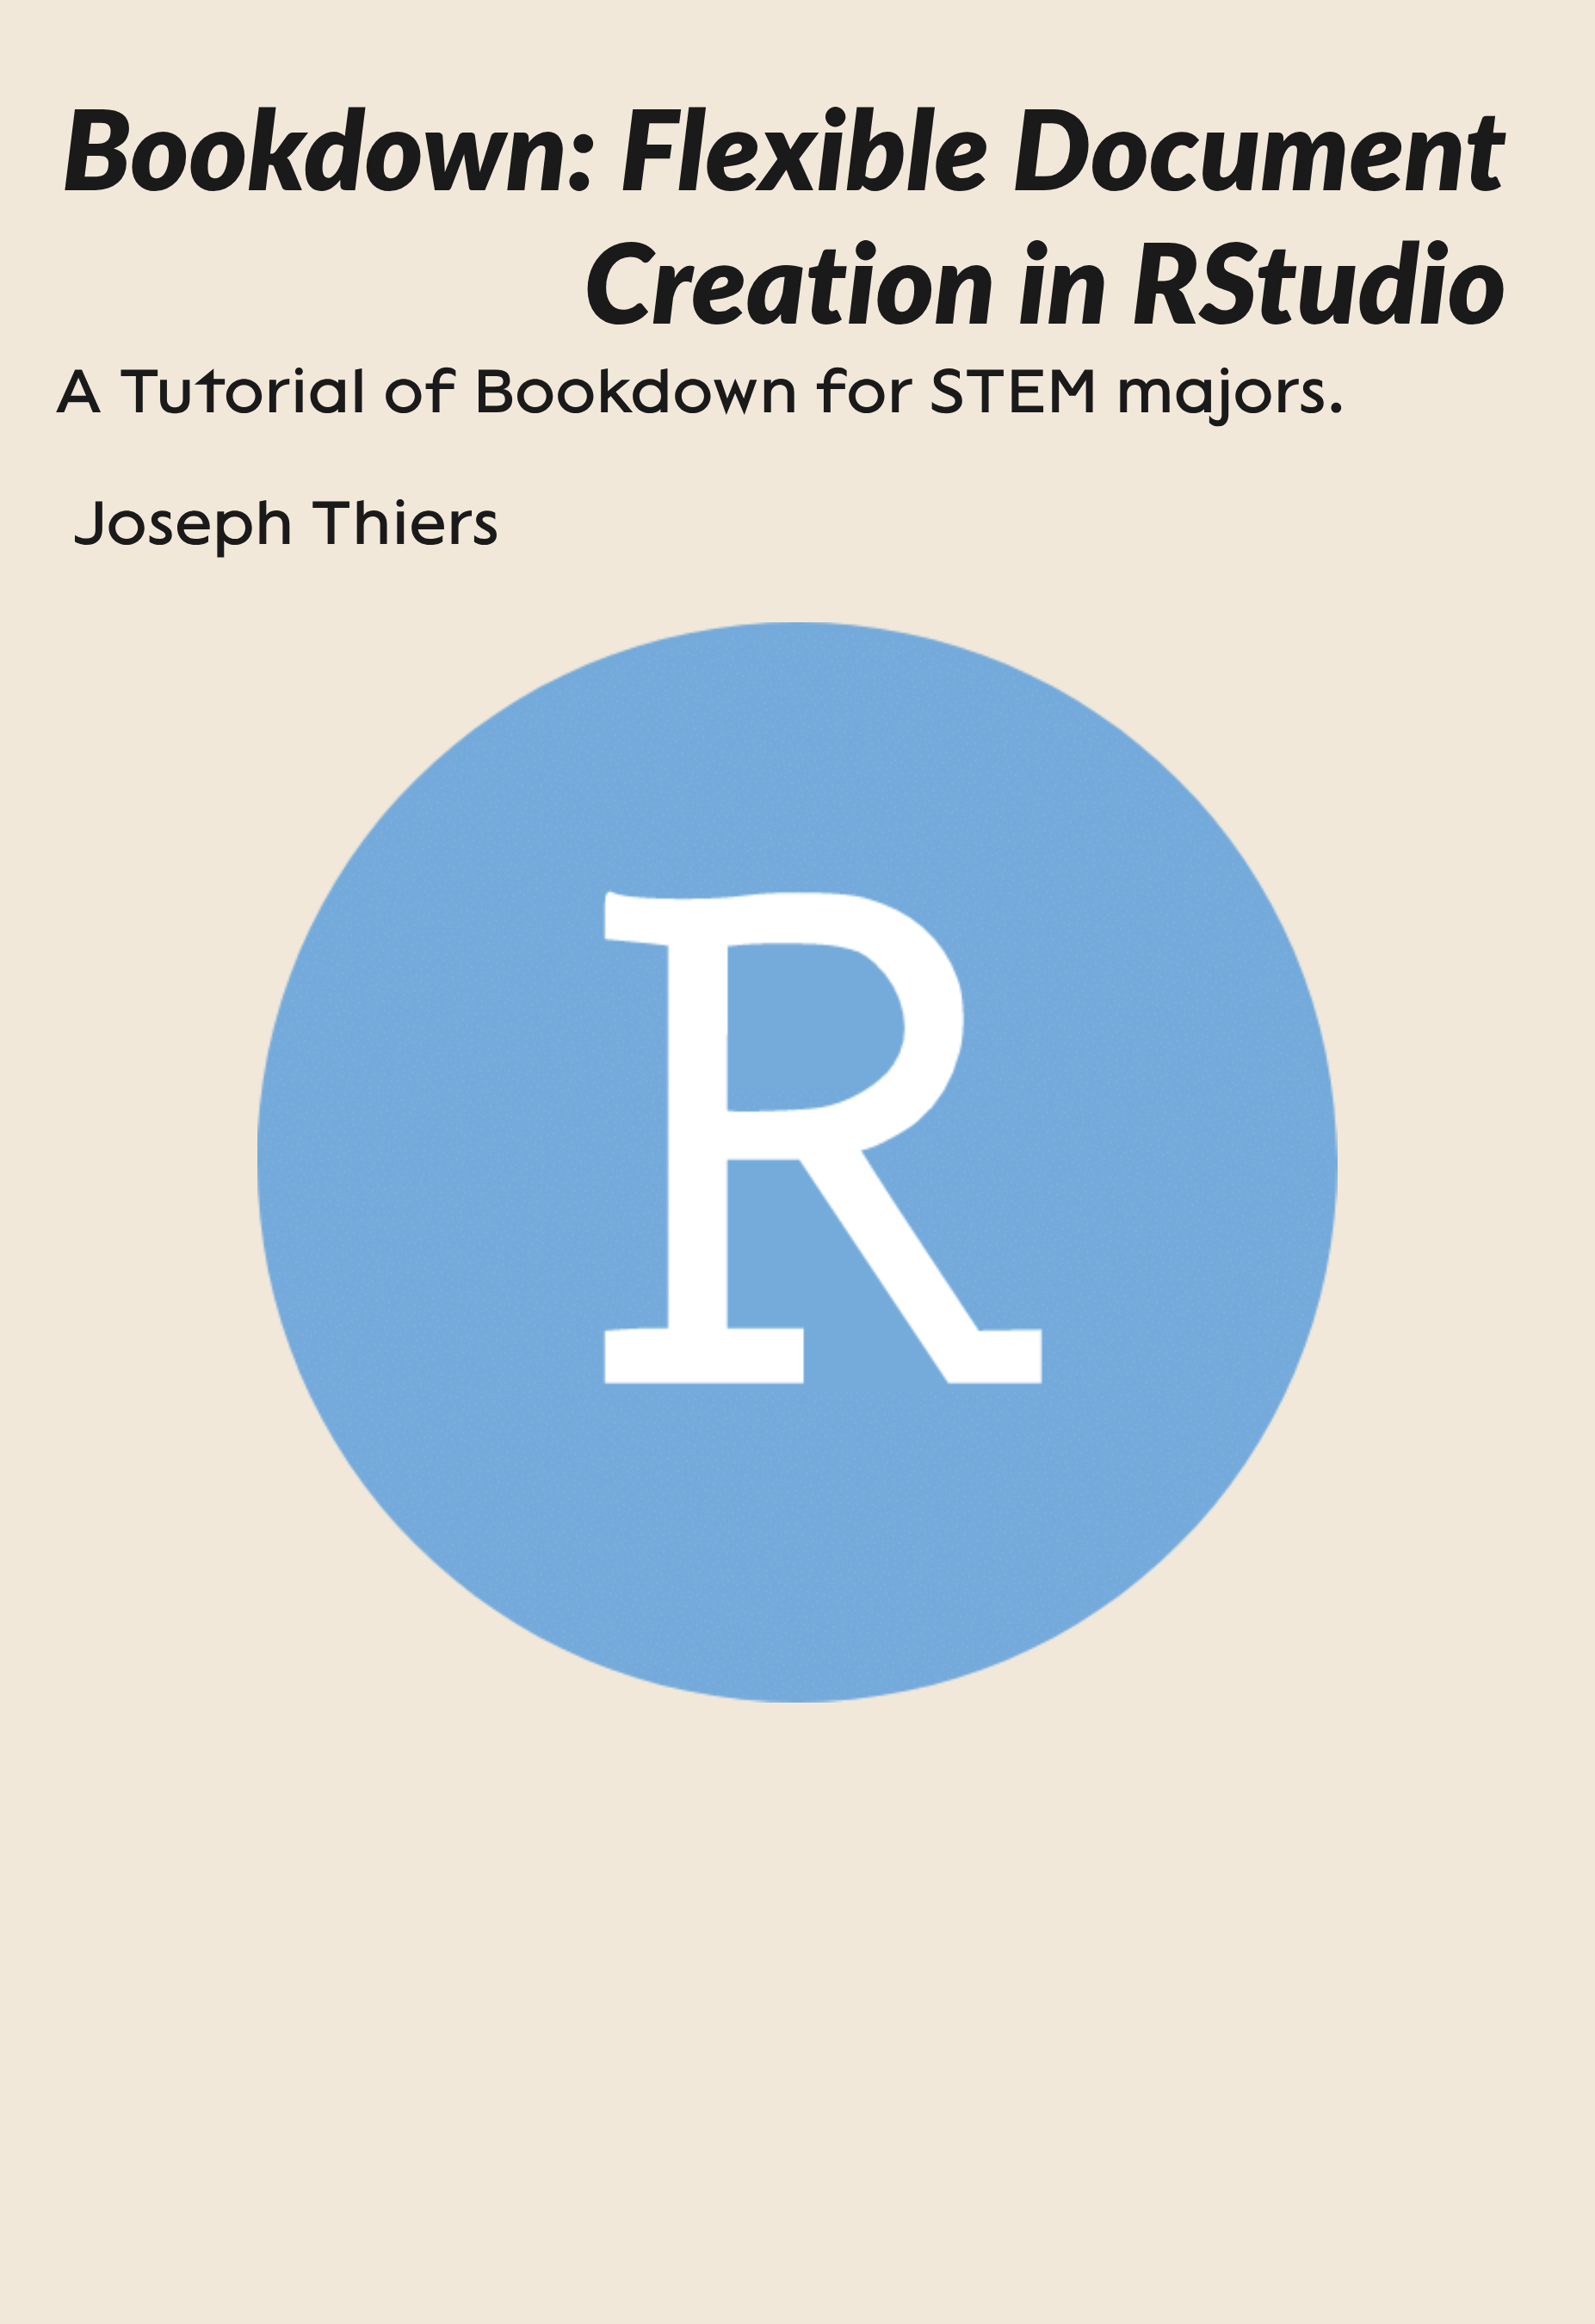 Bookdown: Flexible Document
Creation in RStudio
A Tutorial of Bookdown for STEM majors.
Joseph Thiers
R